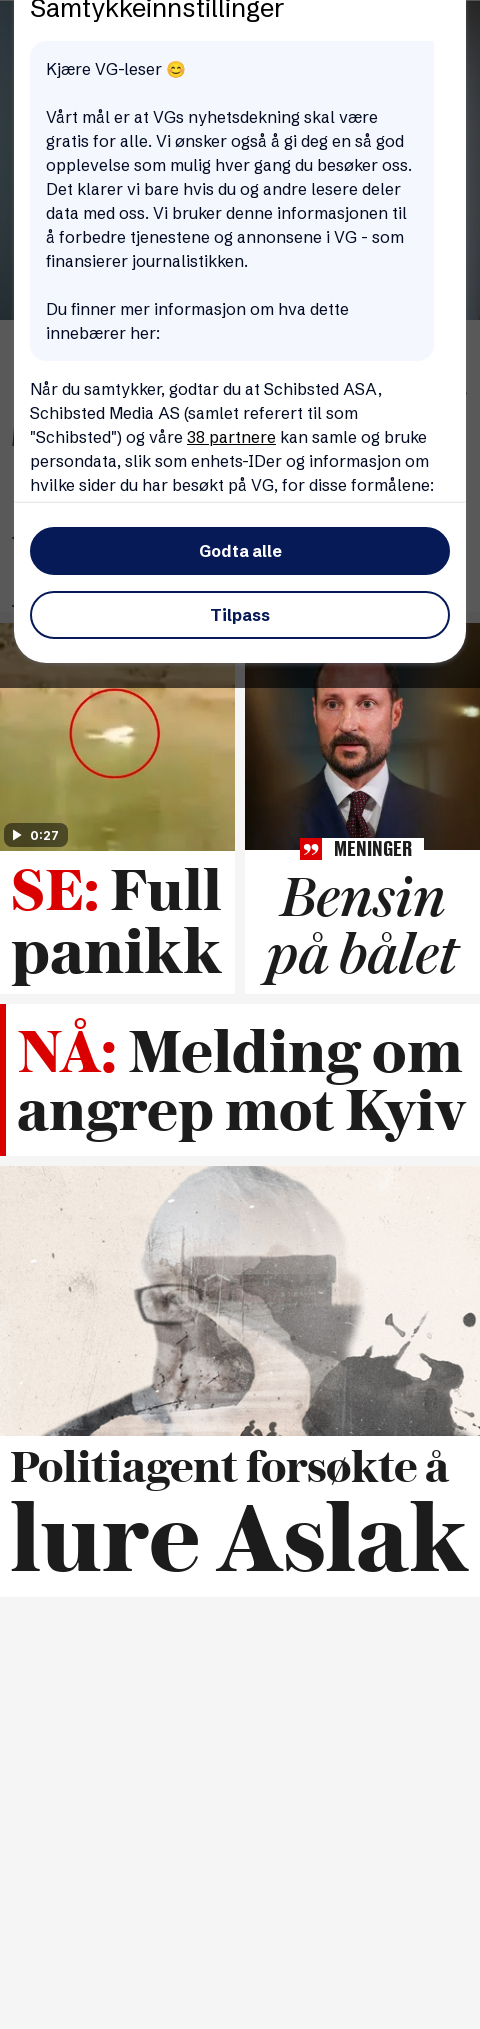 Samtykkeinnstillinger
Kjære VG-leser 😊
Vårt mål er at VGs nyhetsdekning skal være
gratis for alle. Vi ønsker også å gi deg en så god
opplevelse som mulig hver gang du besøker oss.
Det klarer vi bare hvis du og andre lesere deler
data med oss. Vi bruker denne informasjonen til
å forbedre tjenestene og annonsene i VG - som
finansierer journalistikken.
Du finner mer informasjon om hva dette
innebærer her:
Når du samtykker, godtar du at Schibsted ASA,
Schibsted Media AS (samlet referert til som
"Schibsted") og våre 38 partnere kan samle og bruke
persondata, slik som enhets-IDer og informasjon om
hvilke sider du har besøkt på VG, for disse formålene:
Godta alle
Tilpass
0:27
SE: Full
panikk
MENINGER
Bensin
på bålet
NÅ: Melding om
angrep mot Kyiv
Politiagent forsøkte å
lure Aslak